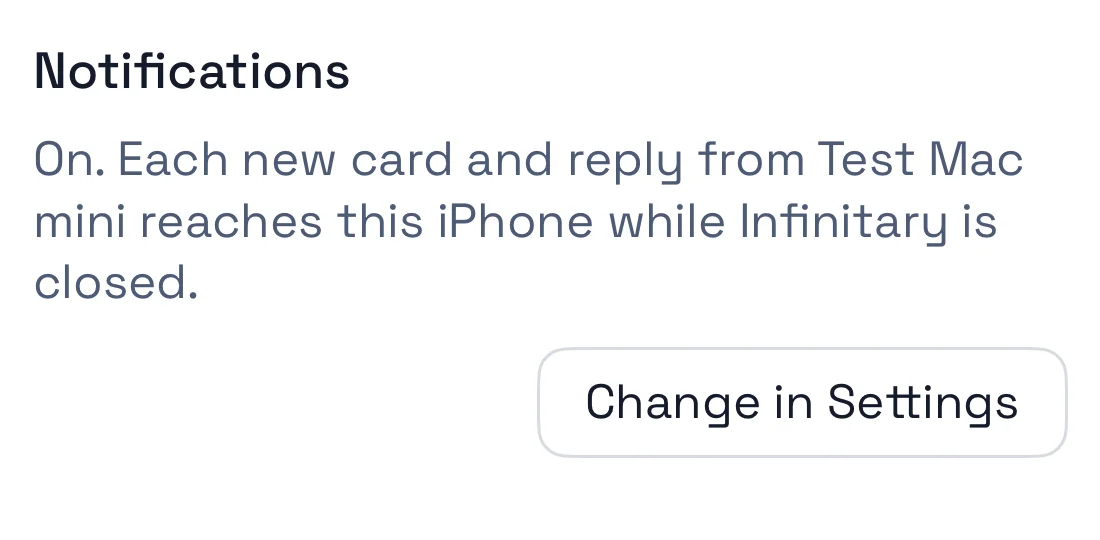 Notifications
On. Each new card and reply from Test Mac
mini reaches this iPhone while Infinitary is
closed.
Change in Settings